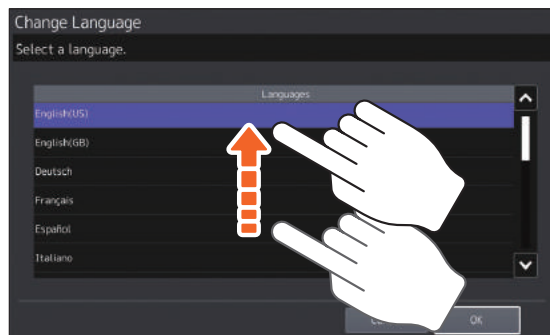 Change Language
Select a language.
Languages
English(US)
English(GB)
Deutsch
Français
Español
Italiano
OK